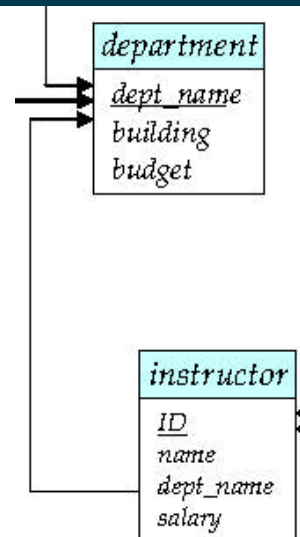 department
dept_name
building
budget
instructor
ID
name
dept_name
salary